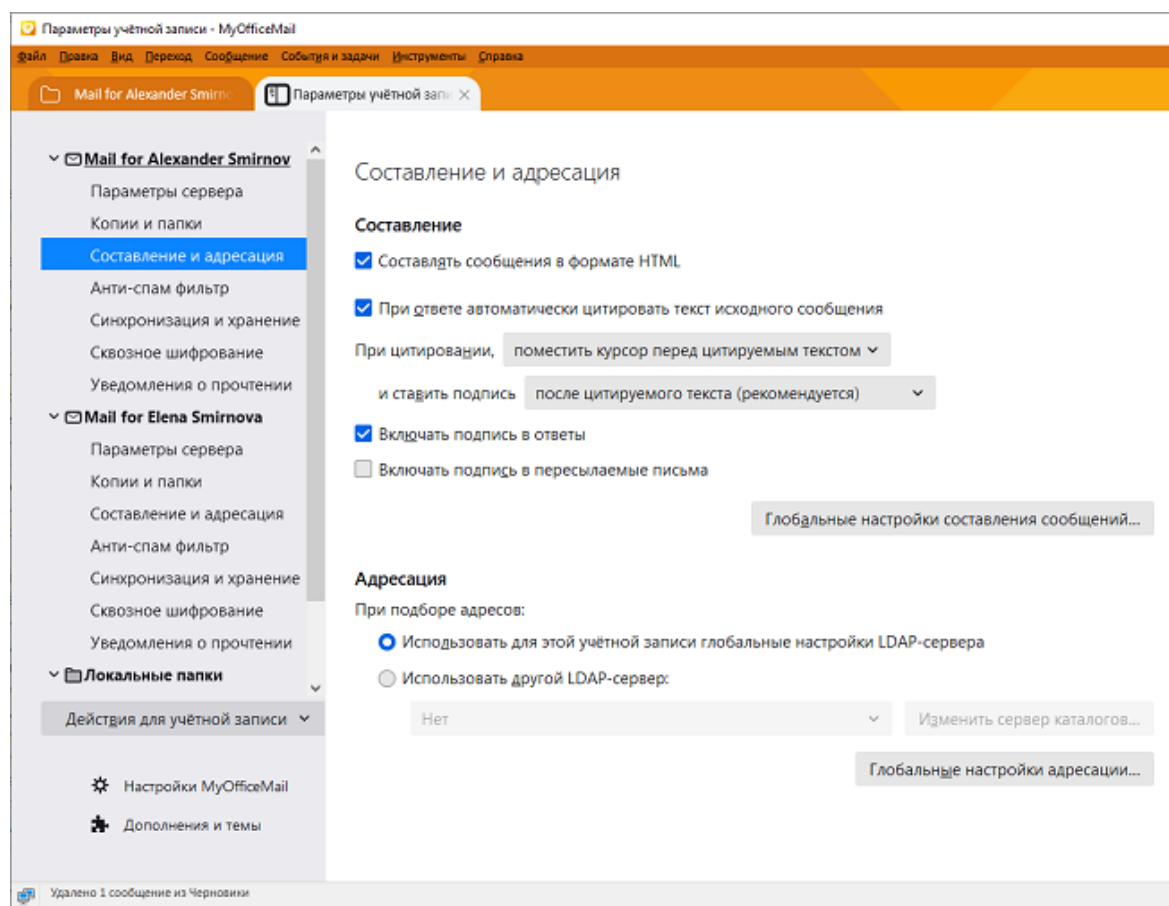 Параметры учётной записи - MyOfficeMail
Файл Правка Вид Переход Сообщение События и задачи Инструменты Справка
Mail for Alexander Smirno
Параметры учётной запи
Mail for Alexander Smirnov
Параметры сервера
Копии и папки
Составление и адресация
Анти-спам фильтр
Синхронизация и хранение
Сквозное шифрование
Уведомления о прочтении
Mail for Elena Smirnova
Параметры сервера
Копии и папки
Составление и адресация
Анти-спам фильтр
Синхронизация и хранение
Сквозное шифрование
Уведомления о прочтении
Локальные папки
Действия для учётной записи
Настройки MyOfficeMail
Дополнения и темы
Составление и адресация
Составление
Составлять сообщения в формате HTML
При ответе автоматически цитировать текст исходного сообщения
При цитировании, поместить курсор перед цитируемым текстом
и ставить подпись после цитируемого текста (рекомендуется)
Включать подпись в ответы
Включать подпись в пересылаемые письма
Глобальные настройки составления сообщений...
Адресация
При подборе адресов:
Использовать для этой учётной записи глобальные настройки LDAP-сервера
Использовать другой LDAP-сервер:
Нет Изменить сервер каталогов...
Глобальные настройки адресации...
Удалено 1 сообщение из Черновики